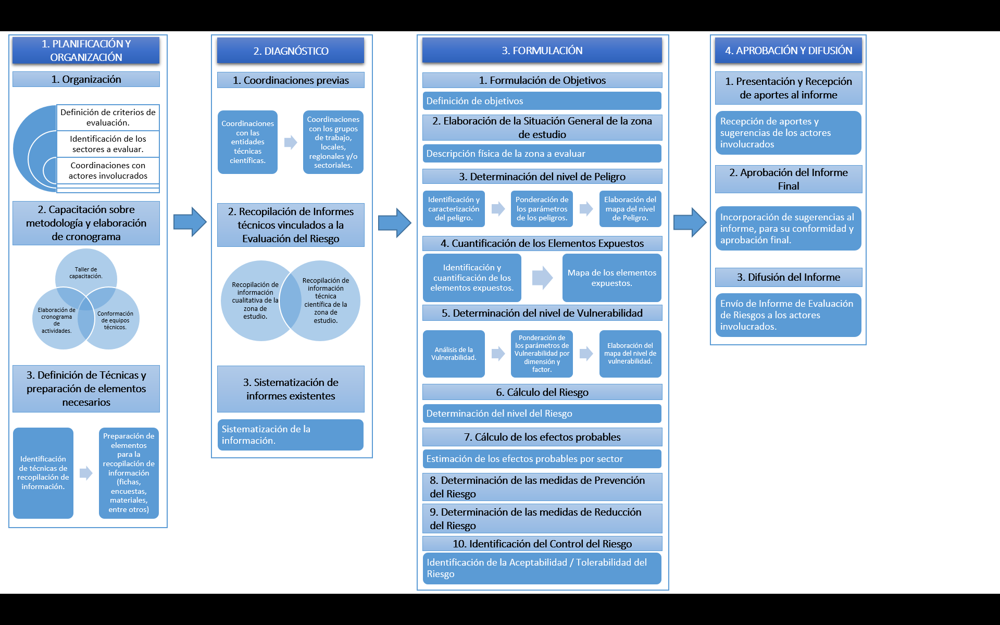 1. PLANIFICACIÓN Y
ORGANIZACIÓN
1. Organización
Definición de criterios de
evaluación.
Identificación de los
sectores a evaluar.
Coordinaciones con
actores involucrados
2. Capacitación sobre
metodología y elaboración
de cronograma
Taller de
capacitación.
Elaboración de
cronograma
de
actividades.
Conformación
de equipos
técnicos.
3. Definición de Técnicas y
preparación de elementos
necesarios
Identificación
de técnicas de
recopilación de
información.
Preparación de
elementos
para la
recopilación de
información
(fichas,
encuestas,
materiales,
entre otros)
2. DIAGNÓSTICO
1. Coordinaciones previas
Coordinaciones
con las
entidades
técnicas
científicas.
Coordinaciones
con los grupos
de trabajo,
locales,
regionales y/o
sectoriales.
2. Recopilación de Informes
técnicos vinculados a la
Evaluación del Riesgo
Recopilación de
información
cualitativa de la
zona de
estudio.
Recopilación de
información
técnica
científica de la
zona de
estudio.
3. Sistematización de
informes existentes
Sistematización de la
información.
3. FORMULACIÓN
1. Formulación de Objetivos
Definición de objetivos
2. Elaboración de la Situación General de la zona
de estudio
Descripción física de la zona a evaluar
3. Determinación del nivel de Peligro
Identificación y
caracterización
del peligro.
Ponderación de
los parámetros
de los peligros.
Elaboración del
mapa del nivel
de Peligro.
4. Cuantificación de los Elementos Expuestos
Identificación y
cuantificación de los
elementos expuestos.
Mapa de los elementos
expuestos.
5. Determinación del nivel de Vulnerabilidad
Análisis de la
Vulnerabilidad.
Ponderación de
los parámetros de
Vulnerabilidad por
dimensión y
factor.
Elaboración del
mapa del nivel de
vulnerabilidad.
6. Cálculo del Riesgo
Determinación del nivel del Riesgo
7. Cálculo de los efectos probables
Estimación de los efectos probables por sector
8. Determinación de las medidas de Prevención
del Riesgo
9. Determinación de las medidas de Reducción
del Riesgo
10. Identificación del Control del Riesgo
Identificación de la Aceptabilidad / Tolerabilidad del
Riesgo
4. APROBACIÓN Y DIFUSIÓN
1. Presentación y Recepción
de aportes al informe
Recepción de aportes y
sugerencias de los actores
involucrados
2. Aprobación del Informe
Final
Incorporación de sugerencias al
informe, para su conformidad y
aprobación final.
3. Difusión del Informe
Envío de Informe de Evaluación
de Riesgos a los actores
involucrados.